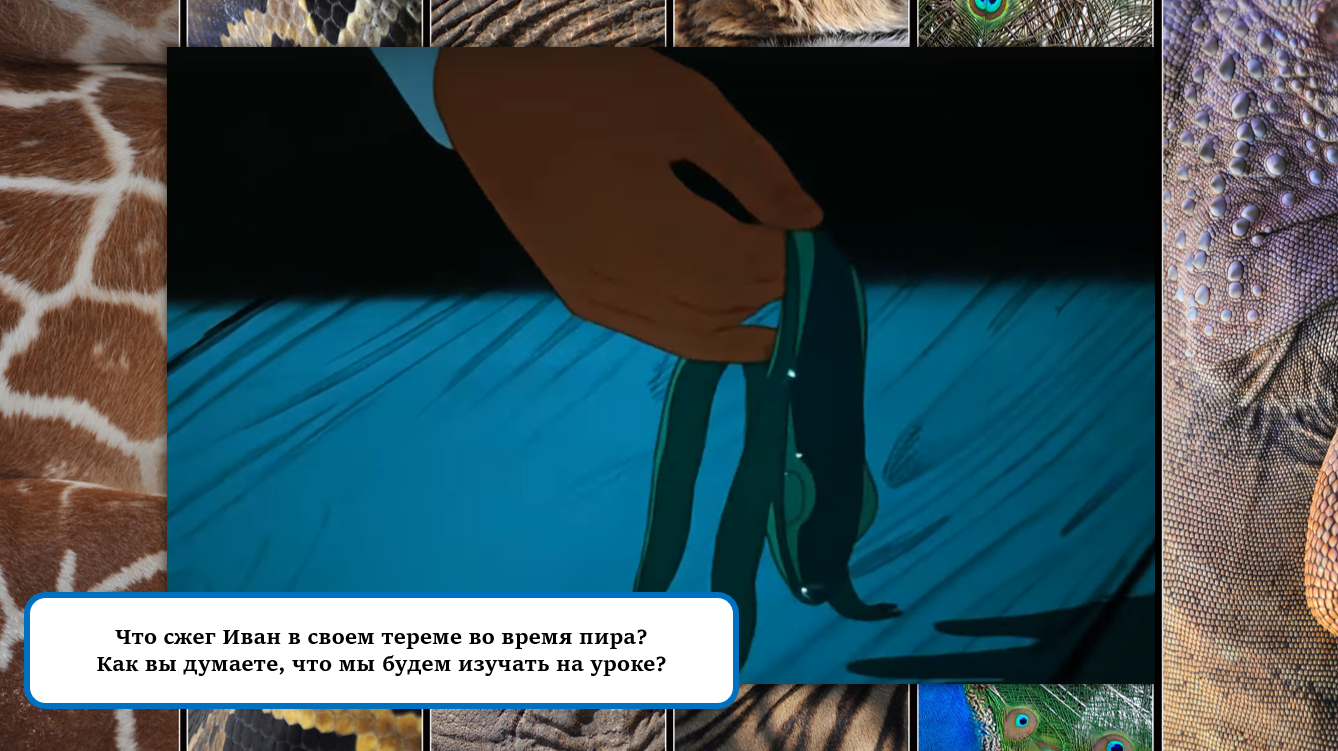 Что сжег Иван в своем тереме во время пира?
Как вы думаете, что мы будем изучать на уроке?